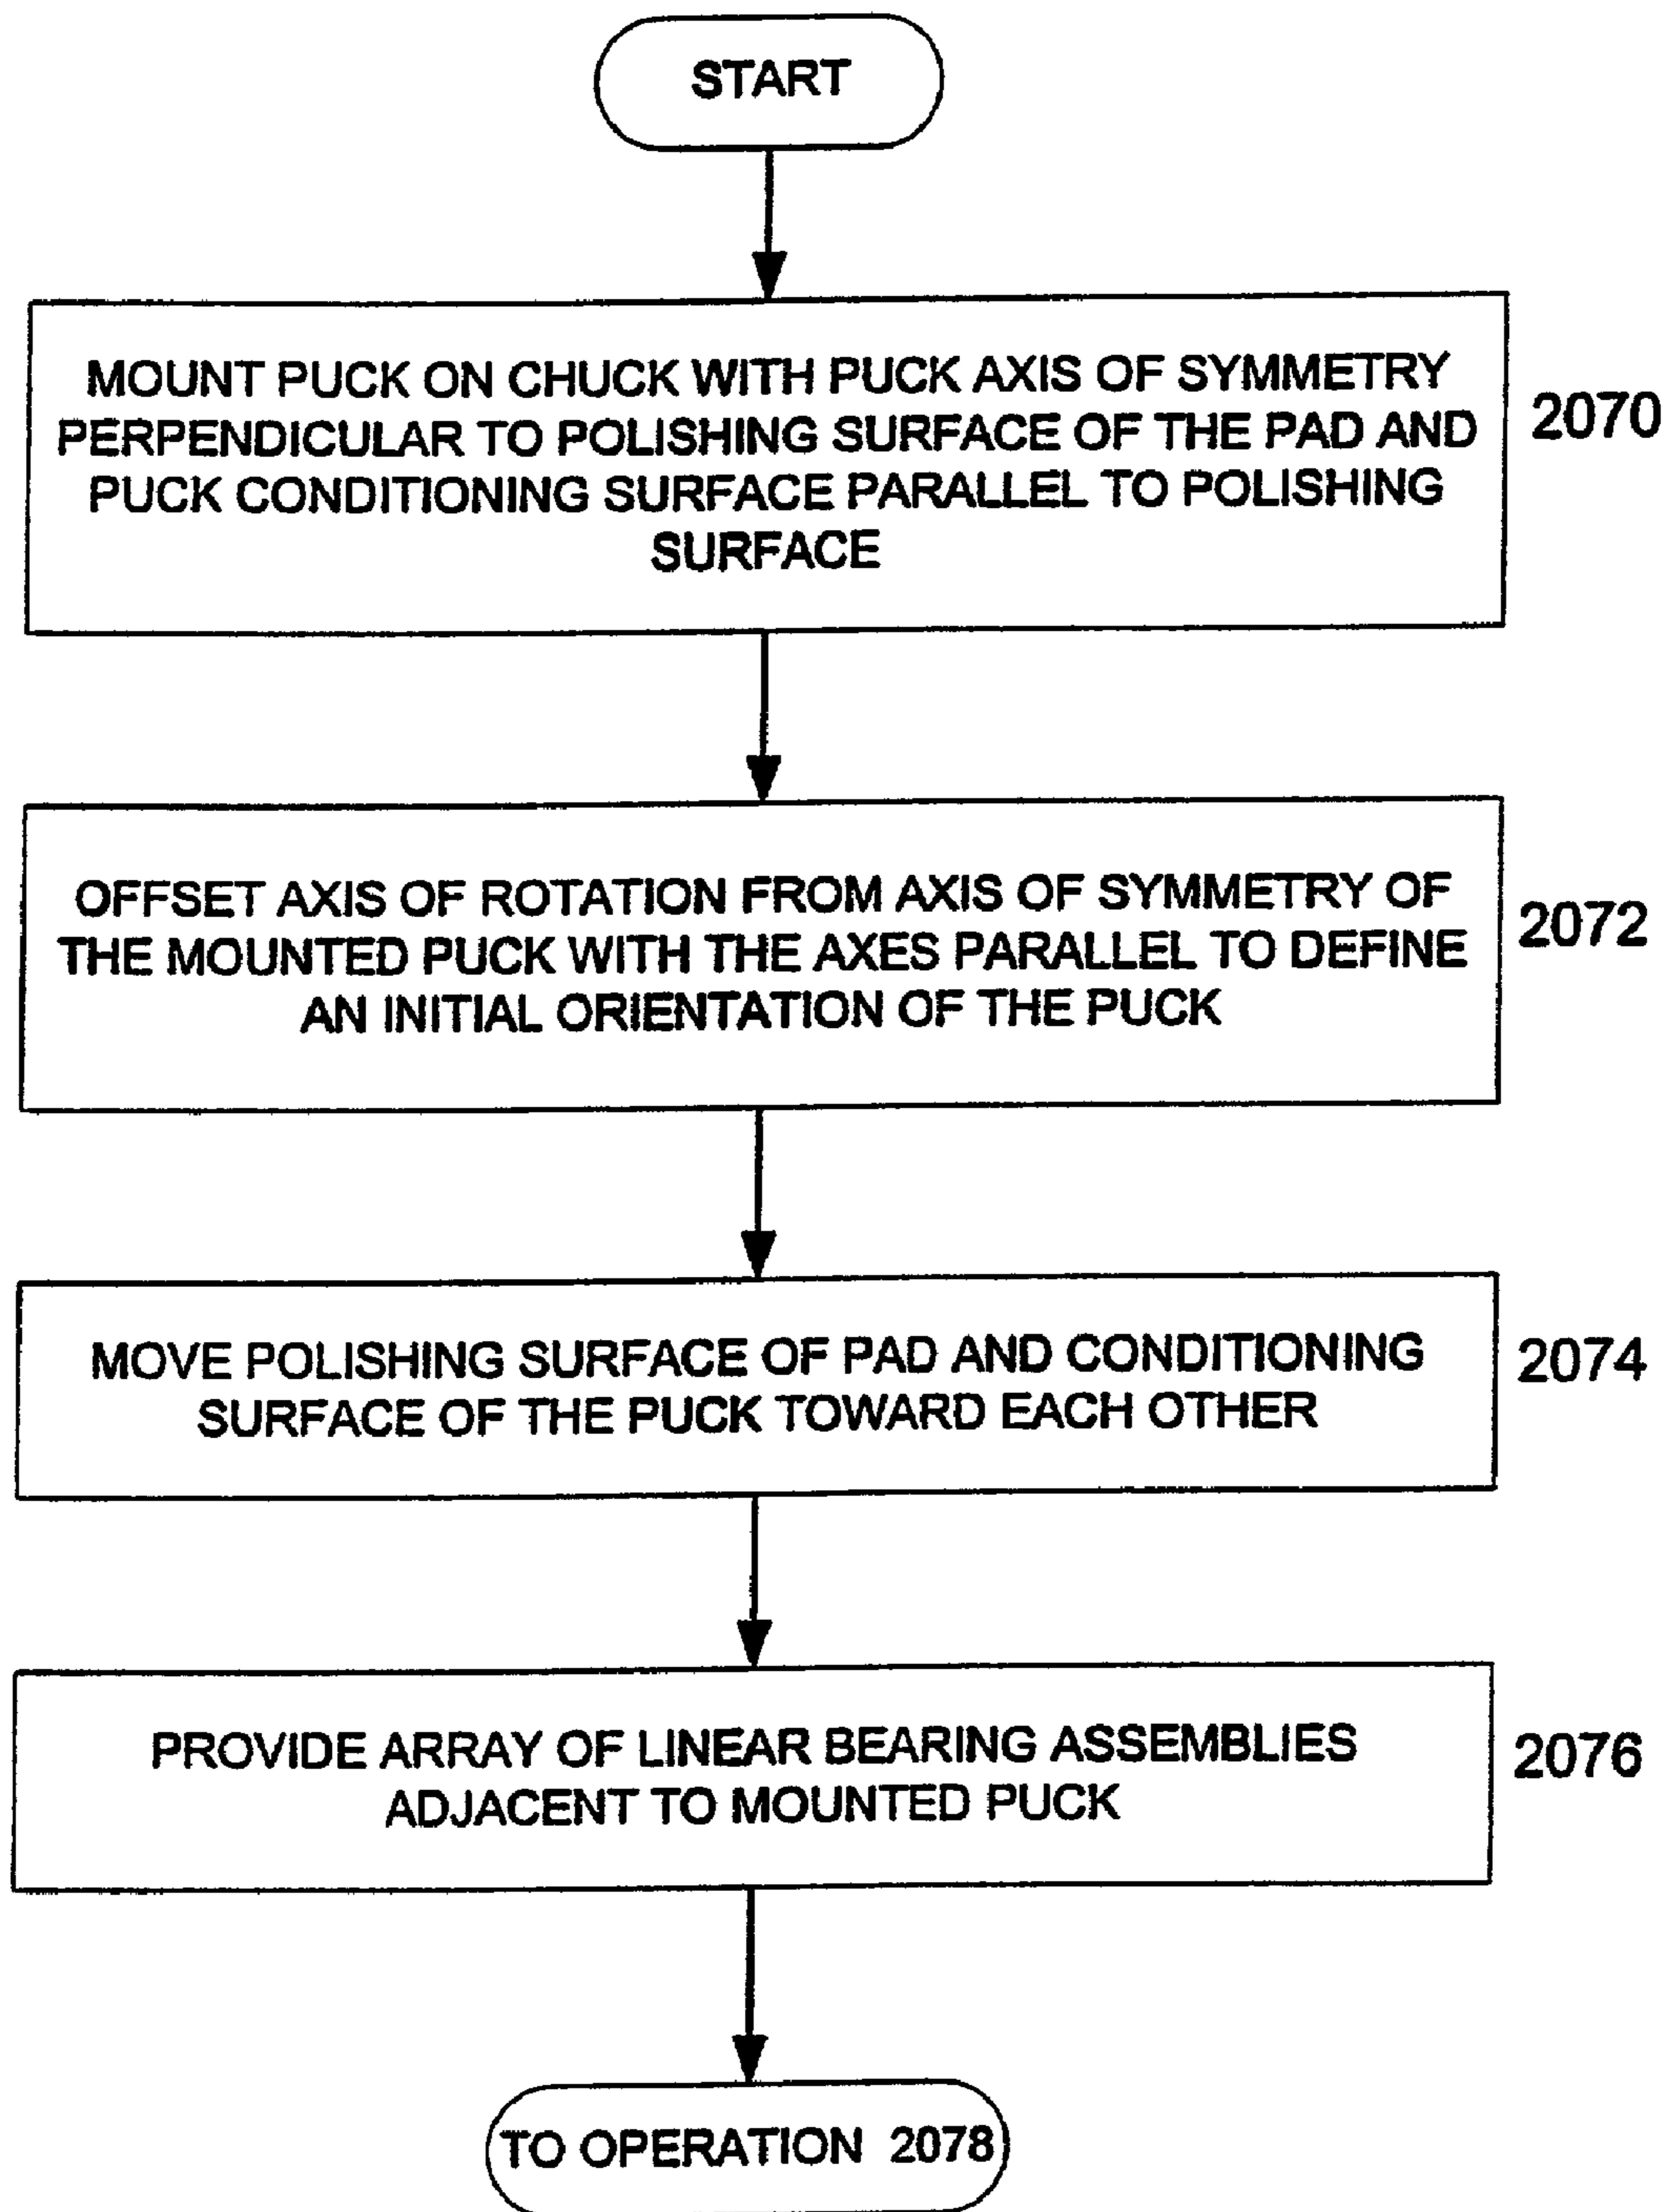 START
MOUNT PUCK ON CHUCK WITH PUCK AXIS OF SYMMETRY
PERPENDICULAR TO POLISHING SURFACE OF THE PAD AND
PUCK CONDITIONING SURFACE PARALLEL TO POLISHING
SURFACE
2070
OFFSET AXIS OF ROTATION FROM AXIS OF SYMMETRY OF
THE MOUNTED PUCK WITH THE AXES PARALLEL TO DEFINE
AN INITIAL ORIENTATION OF THE PUCK
2072
MOVE POLISHING SURFACE OF PAD AND CONDITIONING
SURFACE OF THE PUCK TOWARD EACH OTHER
2074
PROVIDE ARRAY OF LINEAR BEARING ASSEMBLIES
ADJACENT TO MOUNTED PUCK
2076
TO OPERATION 2078